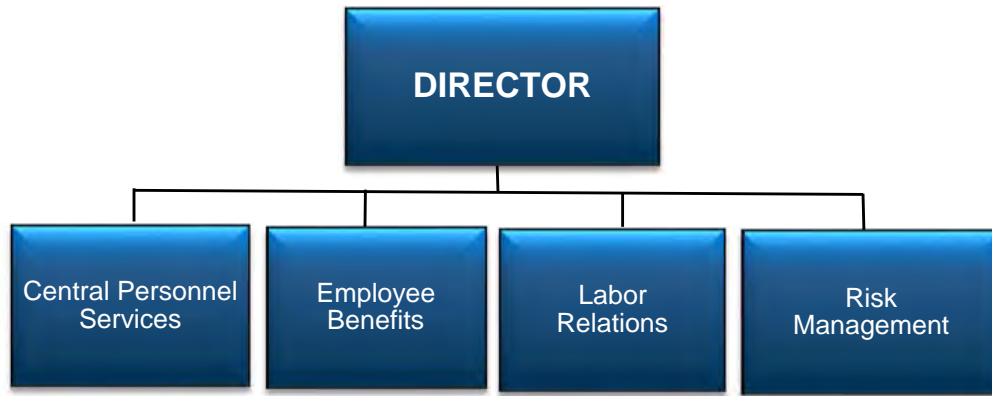 DIRECTOR
Central Personnel
Services
Employee
Benefits
Labor
Relations
Risk
Management